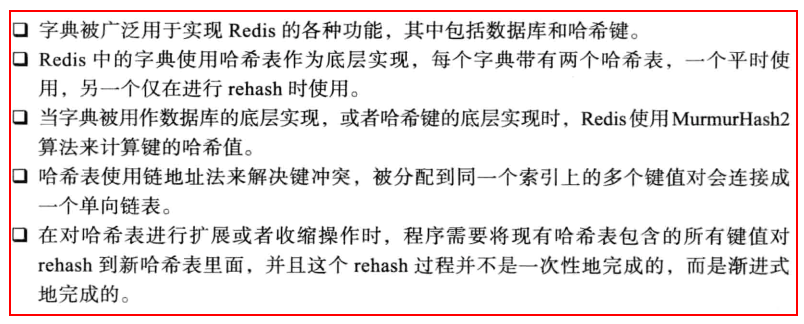 ❏ 字典被广泛用于实现 Redis 的各种功能，其中包括数据库和哈希键。
❏ Redis 中的字典使用哈希表作为底层实现，每个字典带有两个哈希表，一个平时使
用，另一个仅在进行 rehash 时使用。
❏ 当字典被用作数据库的底层实现，或者哈希键的底层实现时，Redis 使用 MurmurHash2
算法来计算键的哈希值。
❏ 哈希表使用链地址法来解决键冲突，被分配到同一个索引上的多个键值对会连接成
一个单向链表。
❏ 在对哈希表进行扩展或者收缩操作时，程序需要将现有哈希表包含的所有键值对
rehash 到新哈希表里面，并且这个 rehash 过程并不是一次性地完成的，而是渐进式
地完成的。